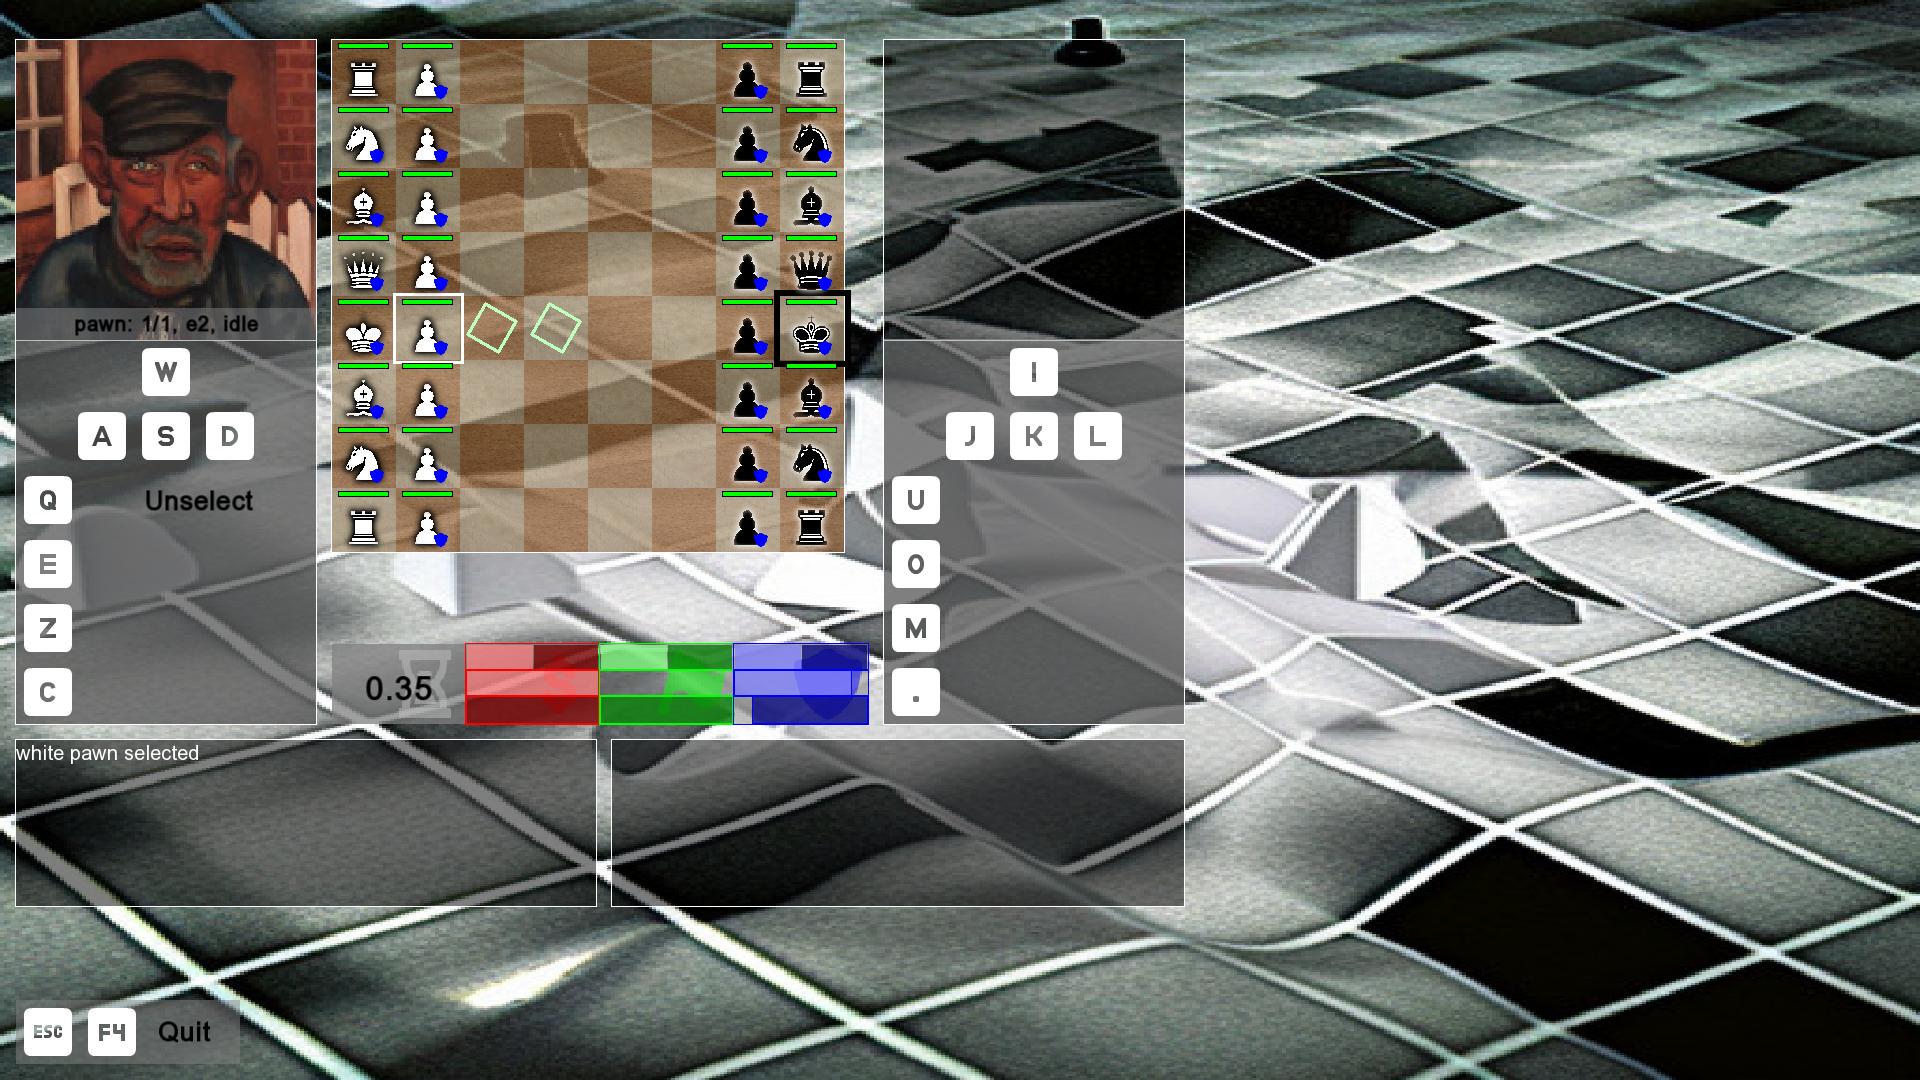 pawn: 1/1, e2, idle
W
A S D
Q Unselect
E
Z
C
I
J K L
U
O
M
.
0.35
white pawn selected
ESC F4 Quit